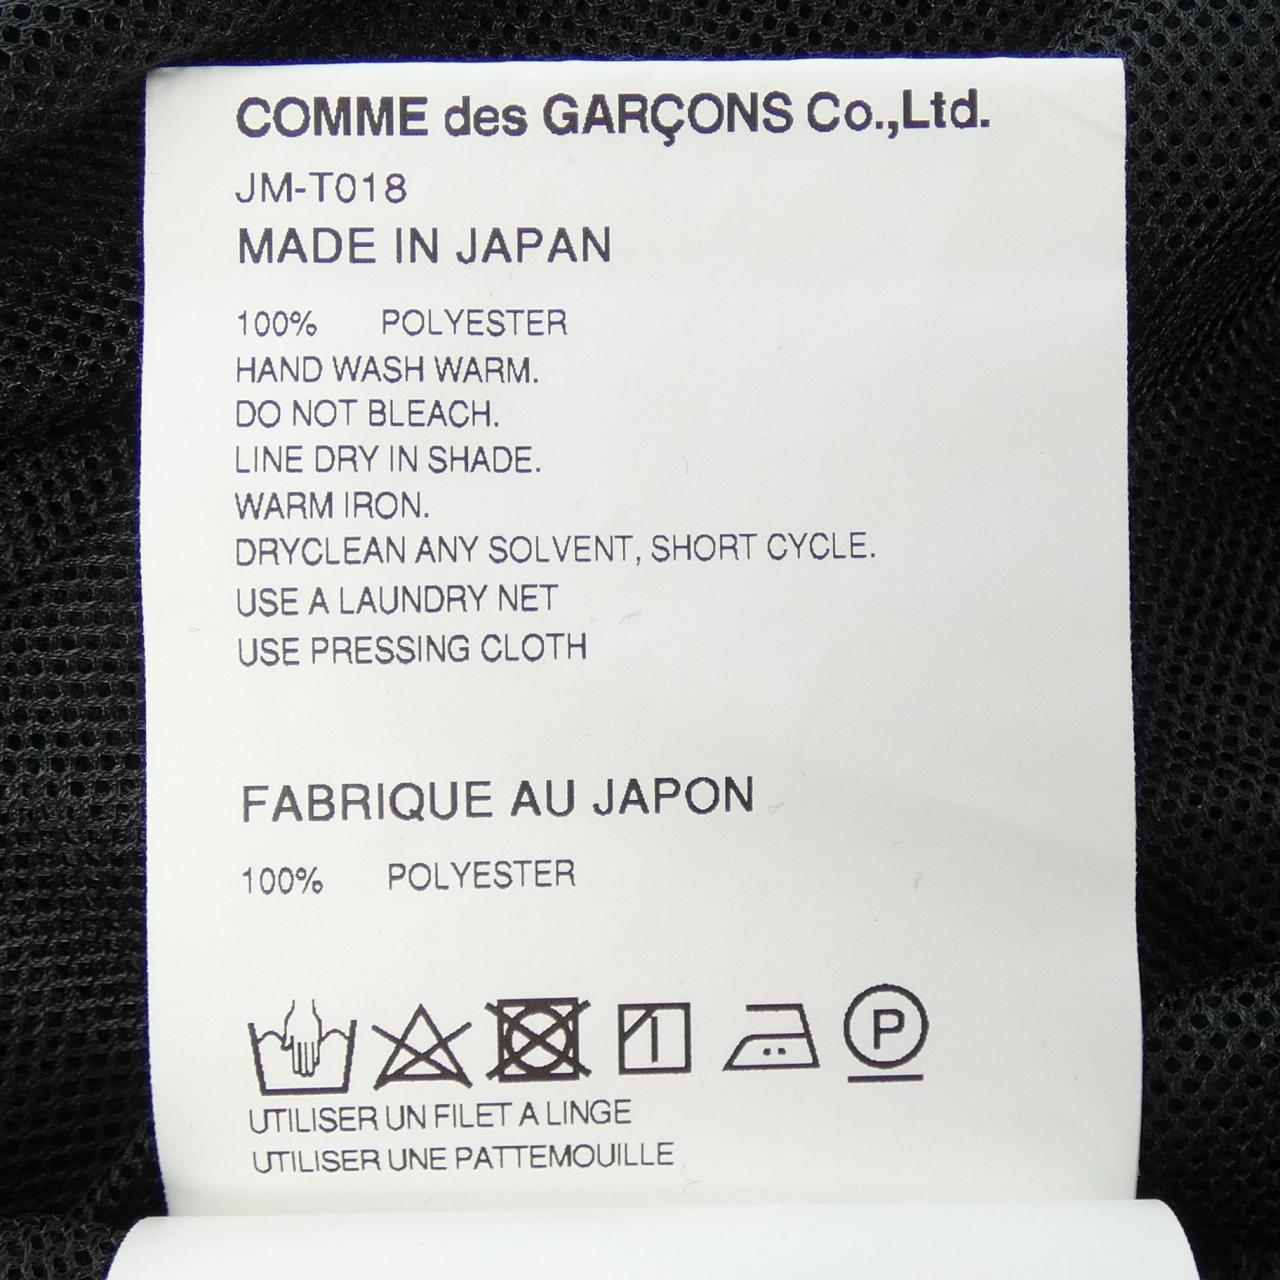 COMME des GARÇONS Co.,Ltd.
JM-T018
MADE IN JAPAN
100% POLYESTER
HAND WASH WARM.
DO NOT BLEACH.
LINE DRY IN SHADE.
WARM IRON.
DRYCLEAN ANY SOLVENT, SHORT CYCLE.
USE A LAUNDRY NET
USE PRESSING CLOTH
FABRIQUE AU JAPON
100% POLYESTER
P
UTILISER UN FILET A LINGE
UTILISER UNE PATTEMOUILLE